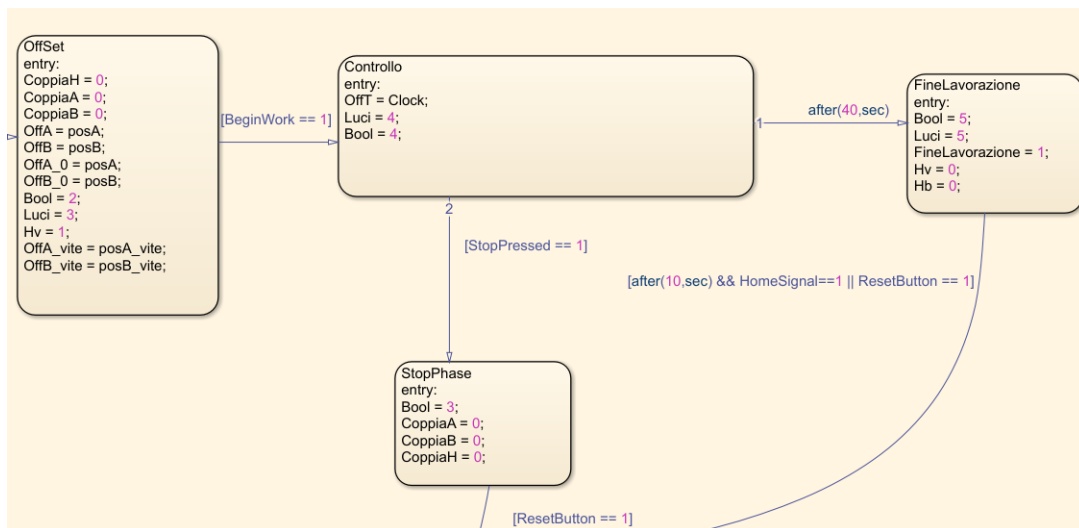 OffSet
entry:
CoppiaH = 0;
CoppiaA = 0;
CoppiaB = 0;
OffA = posA;
OffB = posB;
OffA_0 = posA;
OffB_0 = posB;
Bool = 2;
Luci = 3;
Hv = 1;
OffA_vite = posA_vite;
OffB_vite = posB_vite;
[BeginWork == 1]
Controllo
entry:
OffT = Clock;
Luci = 4;
Bool = 4;
1
after(40,sec)
FineLavorazione
entry:
Bool = 5;
Luci = 5;
FineLavorazione = 1;
Hv = 0;
Hb = 0;
2
[StopPressed == 1]
[after(10,sec) && HomeSignal==1 || ResetButton == 1]
StopPhase
entry:
Bool = 3;
CoppiaA = 0;
CoppiaB = 0;
CoppiaH = 0;
[ResetButton == 1]